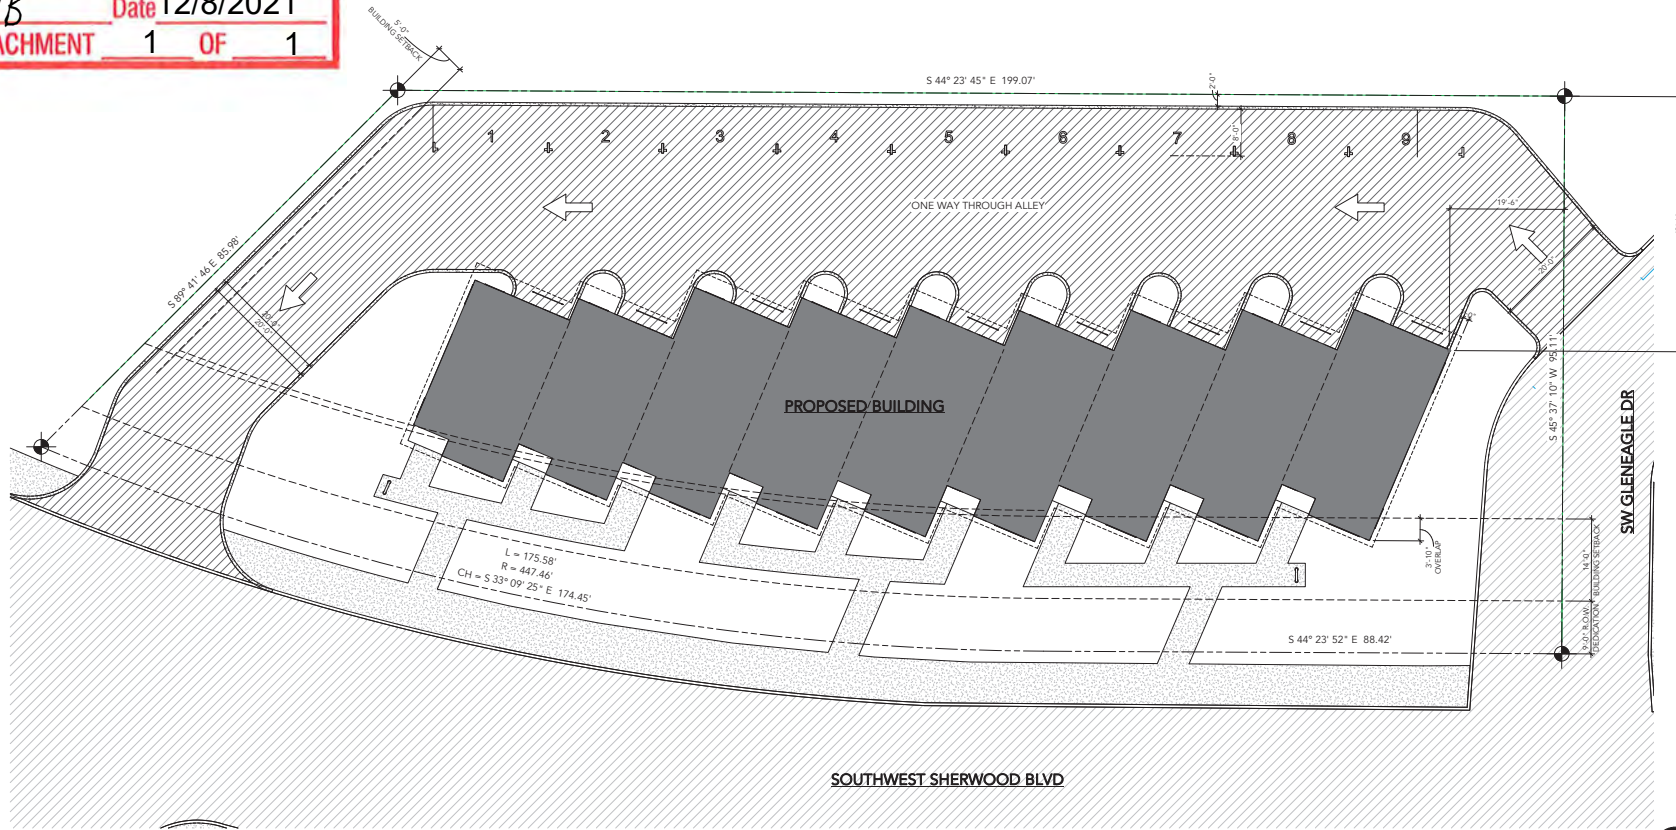 B Date 12/8/2021
ACHMENT 1 OF 1
5'-0"
BUILDING SETBACK
S 44° 23' 45" E 199.07'
2'-0"
1 2 3 4 5 6 7 8 9
8'-0"
ONE WAY THROUGH ALLEY
19'-6"
20'-0"
S 89° 41' 46 E 85.98'
20'-0"
20'-0"
PROPOSED BUILDING
S 45° 37' 10" W 95.11'
SW GLENEAGLE DR
L = 175.58'
R = 447.46'
CH = S 33° 09' 25" E 174.45'
3'-10"
OVERLAP
14'-0"
BUILDING SETBACK
9'-0" R.O.W.
DEDICATION
S 44° 23' 52" E 88.42'
SOUTHWEST SHERWOOD BLVD